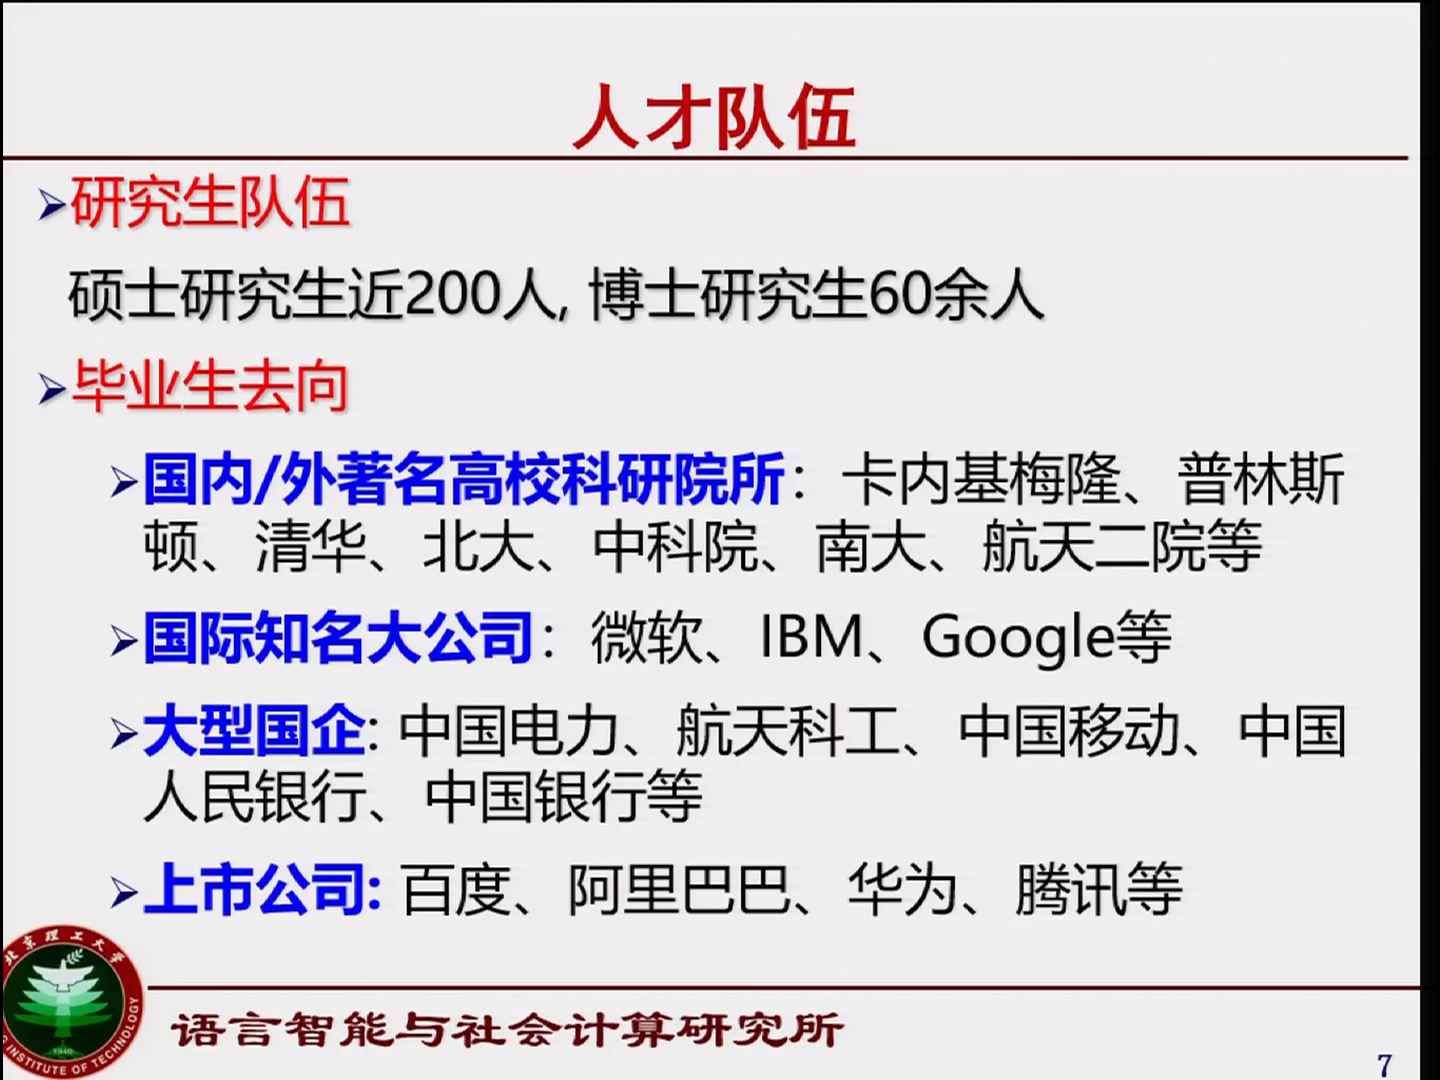 人才队伍
➢研究生队伍
硕士研究生近200人, 博士研究生60余人
➢毕业生去向
➢国内/外著名高校科研院所：卡内基梅隆、普林斯
顿、清华、北大、中科院、南大、航天二院等
➢国际知名大公司：微软、IBM、Google等
➢大型国企: 中国电力、航天科工、中国移动、中国
人民银行、中国银行等
➢上市公司: 百度、阿里巴巴、华为、腾讯等
北京理工大学
INSTITUTE OF TECHNOLOGY
1940
语言智能与社会计算研究所
7